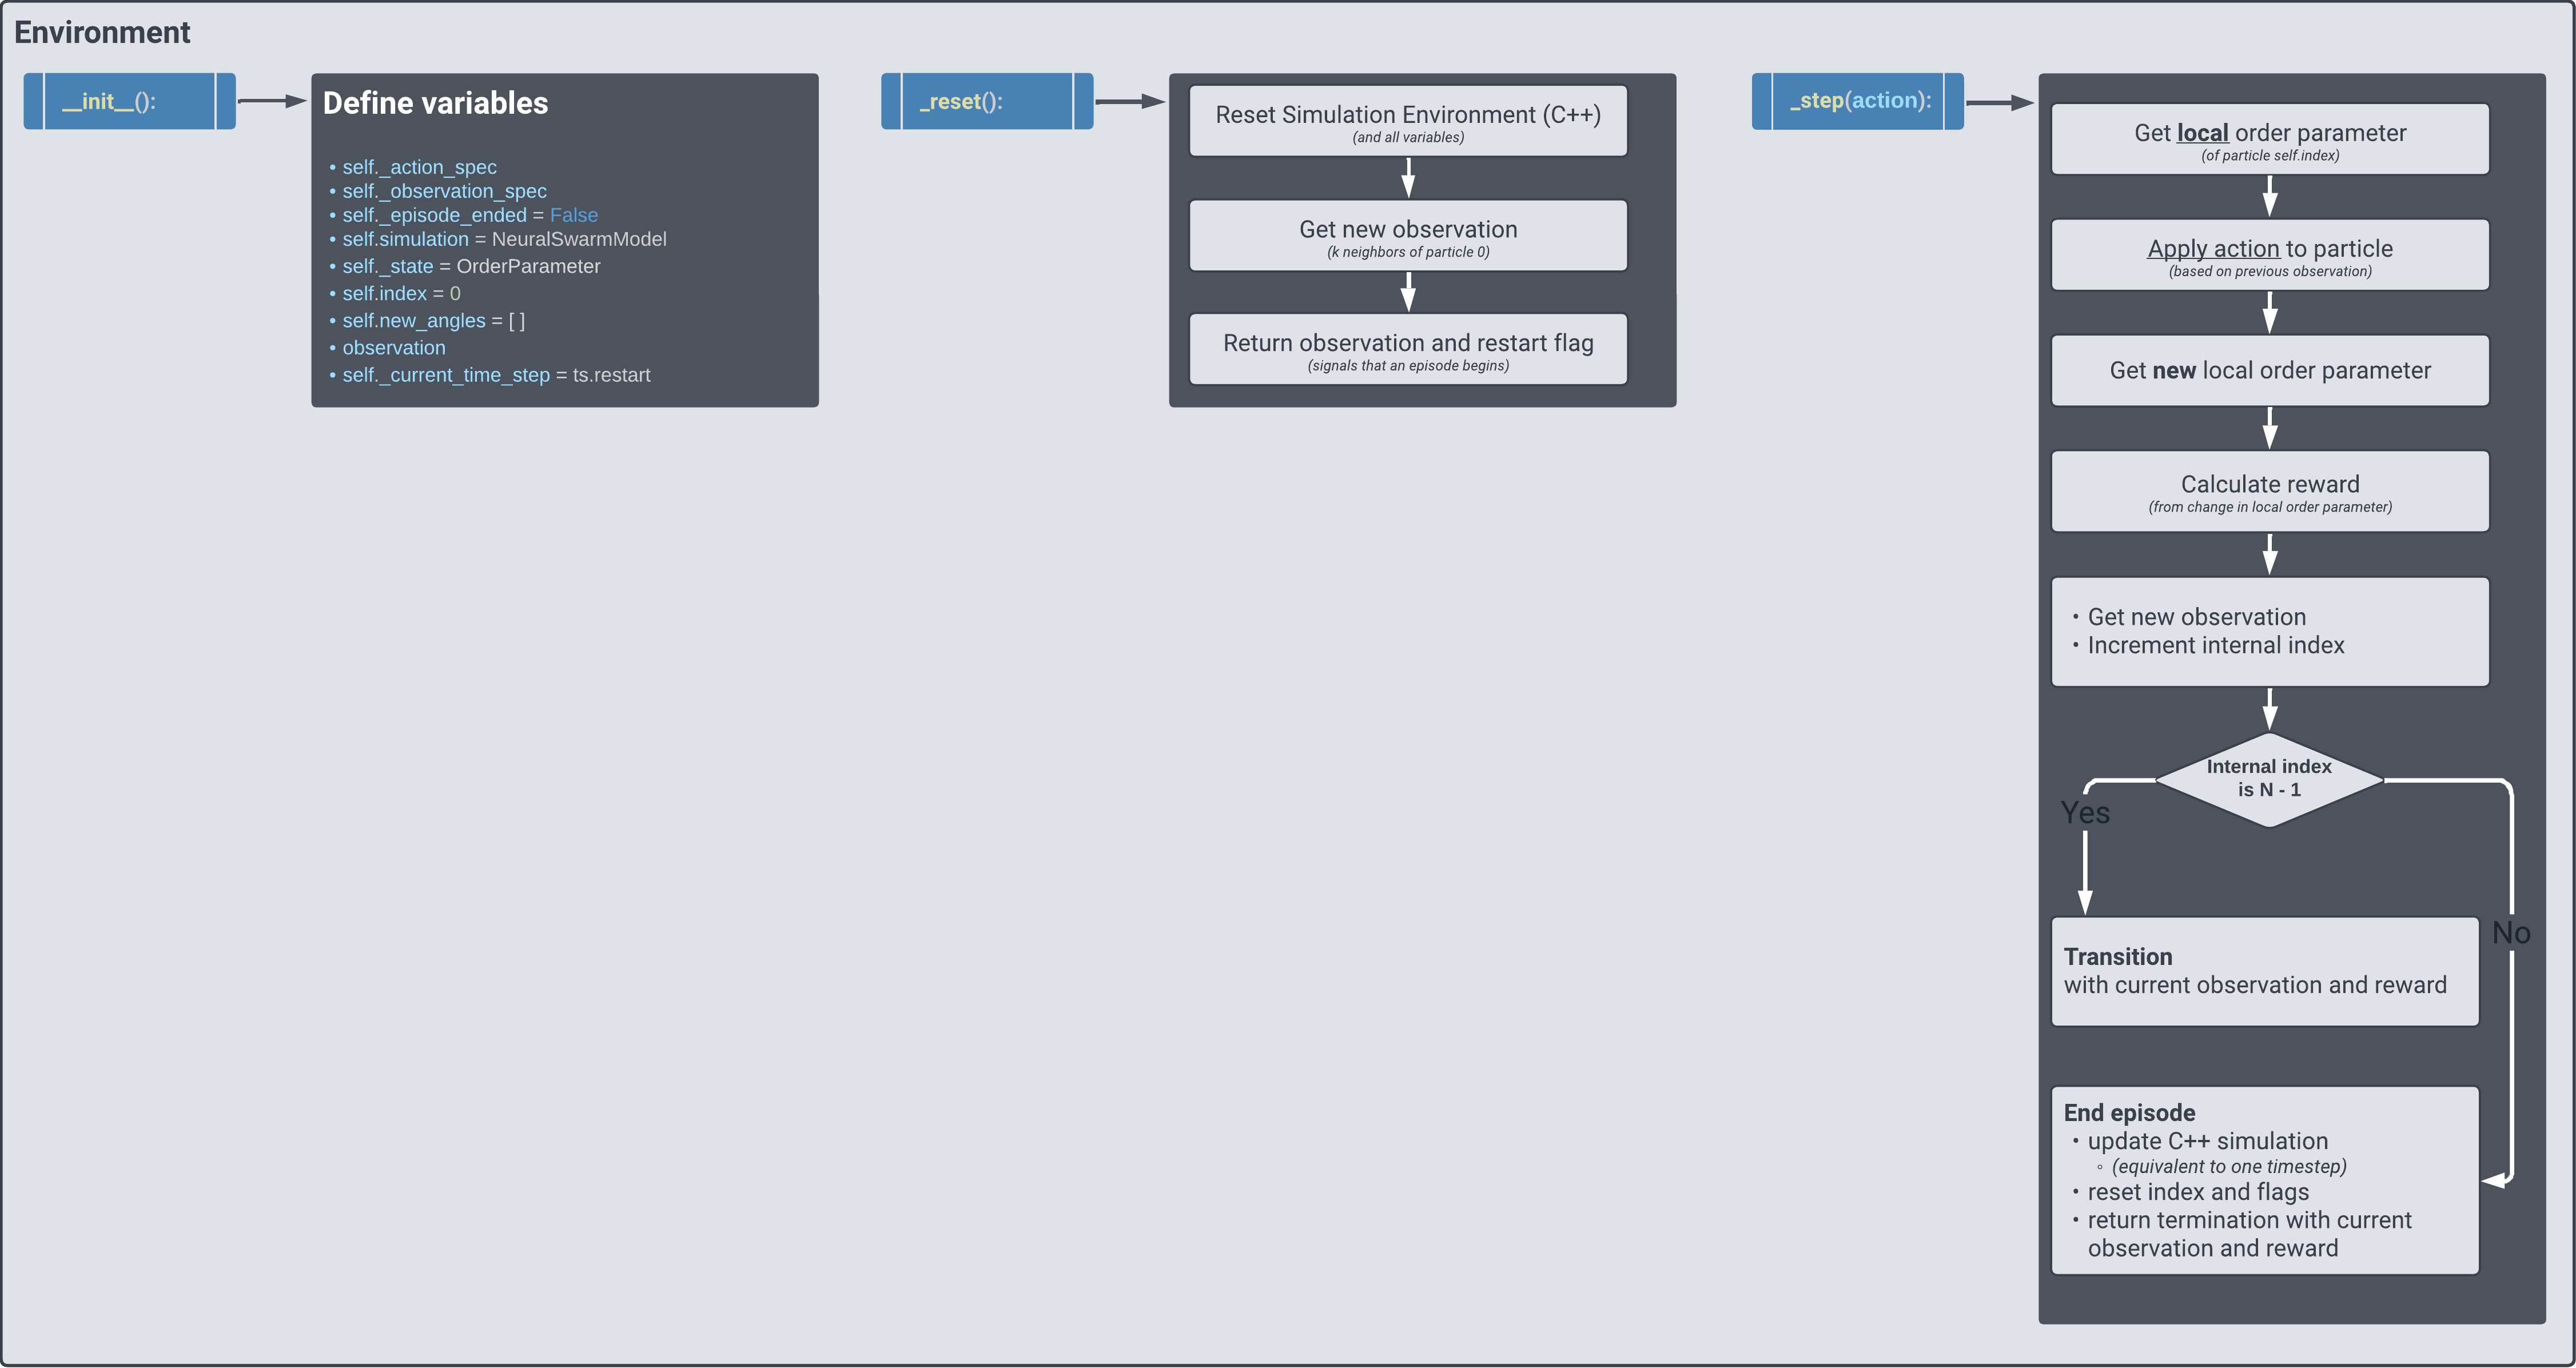 Environment
__init__():
Define variables
• self._action_spec
• self._observation_spec
• self._episode_ended = False
• self.simulation = NeuralSwarmModel
• self._state = OrderParameter
• self.index = 0
• self.new_angles = [ ]
• observation
• self._current_time_step = ts.restart
_reset():
Reset Simulation Environment (C++)
(and all variables)
Get new observation
(k neighbors of particle 0)
Return observation and restart flag
(signals that an episode begins)
_step(action):
Get local order parameter
(of particle self.index)
Apply action to particle
(based on previous observation)
Get new local order parameter
Calculate reward
(from change in local order parameter)
• Get new observation
• Increment internal index
Internal index
is N - 1
Yes
No
Transition
with current observation and reward
End episode
• update C++ simulation
◦ (equivalent to one timestep)
• reset index and flags
• return termination with current
observation and reward